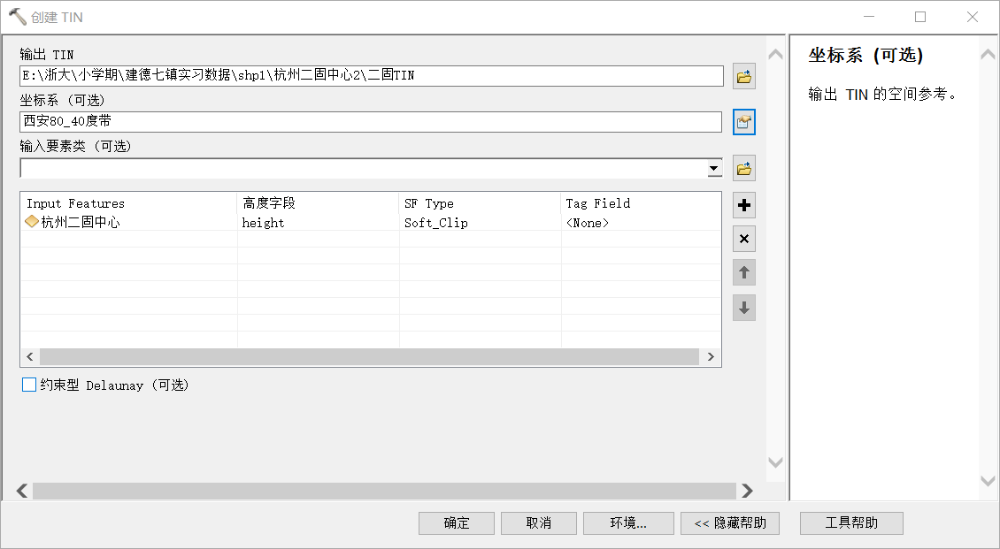 创建 TIN
输出 TIN
E:\浙大\小学期\建德七镇实习数据\shp1\杭州二固中心2\二固TIN
坐标系 (可选)
西安80_40度带
输入要素类 (可选)
Input Features 高度字段 SF Type Tag Field
杭州二固中心 height Soft_Clip <None>
约束型 Delaunay (可选)
坐标系 (可选)
输出 TIN 的空间参考。
确定 取消 环境... << 隐藏帮助 工具帮助